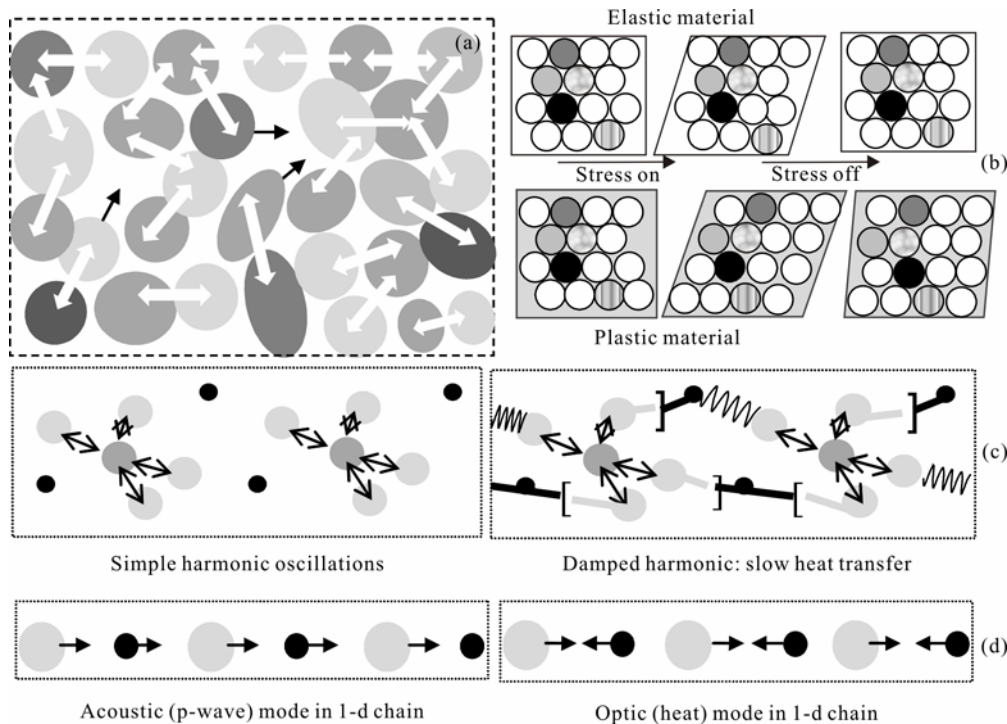 (a)
Elastic material
Stress on
Stress off
(b)
Plastic material
(c)
Simple harmonic oscillations
Damped harmonic: slow heat transfer
(d)
Acoustic (p-wave) mode in 1-d chain
Optic (heat) mode in 1-d chain